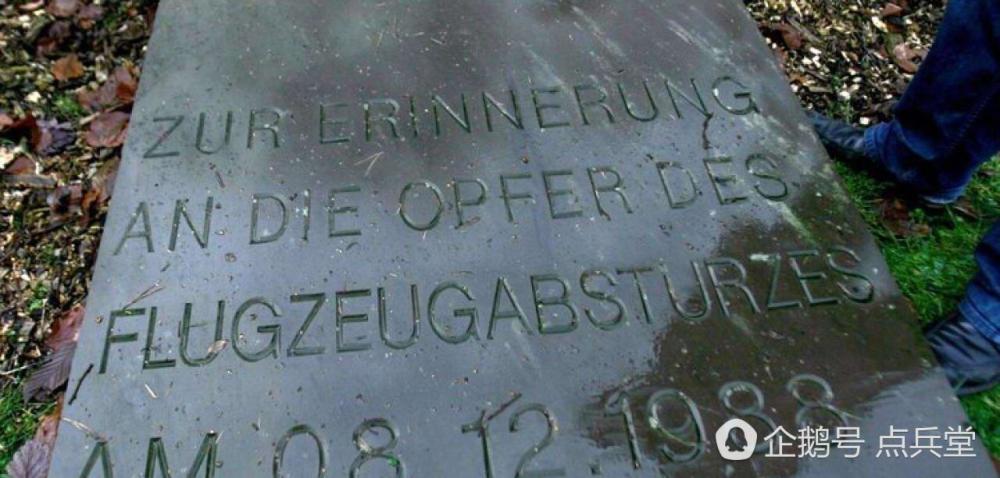 ZUR ERINNERUNG
AN DIE OPFER DES
FLUGZEUGABSTURZES
AM 08.12.1988
企鹅号 点兵堂